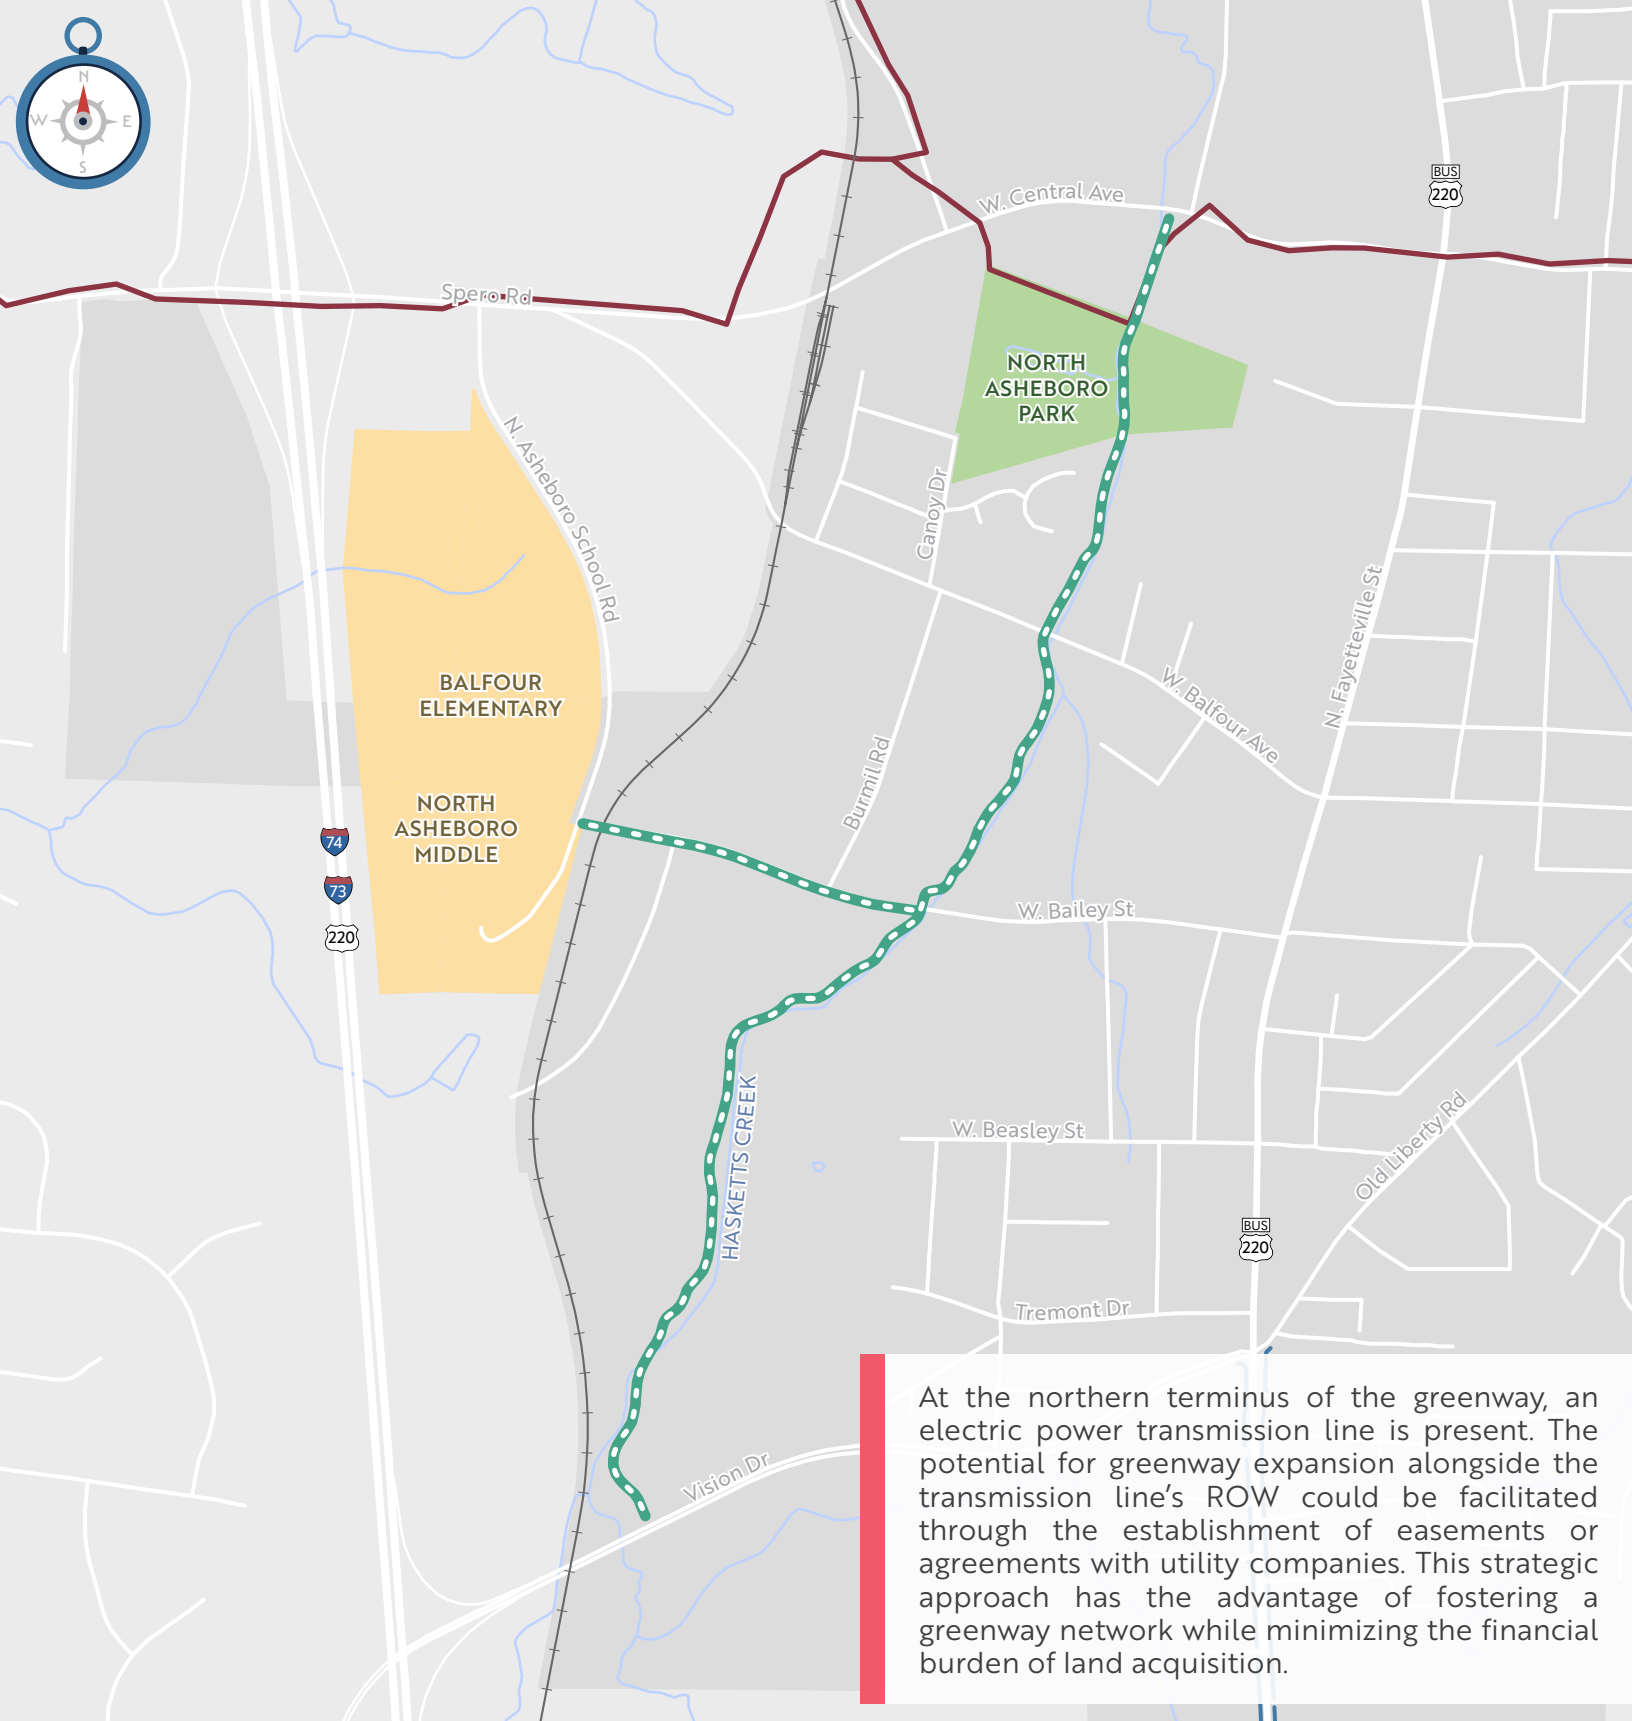 N
W
E
S
BUS
220
W. Central Ave
Spero Rd
NORTH
ASHEBORO
PARK
N. Asheboro School Rd
Canoy Dr
N. Fayetteville St
BALFOUR
ELEMENTARY
W. Balfour Ave
Burmil Rd
NORTH
ASHEBORO
MIDDLE
74
73
220
W. Bailey St
HASKETTS CREEK
W. Beasley St
Old Liberty Rd
BUS
220
Tremont Dr
Vision Dr
At the northern terminus of the greenway, an
electric power transmission line is present. The
potential for greenway expansion alongside the
transmission line’s ROW could be facilitated
through the establishment of easements or
agreements with utility companies. This strategic
approach has the advantage of fostering a
greenway network while minimizing the financial
burden of land acquisition.